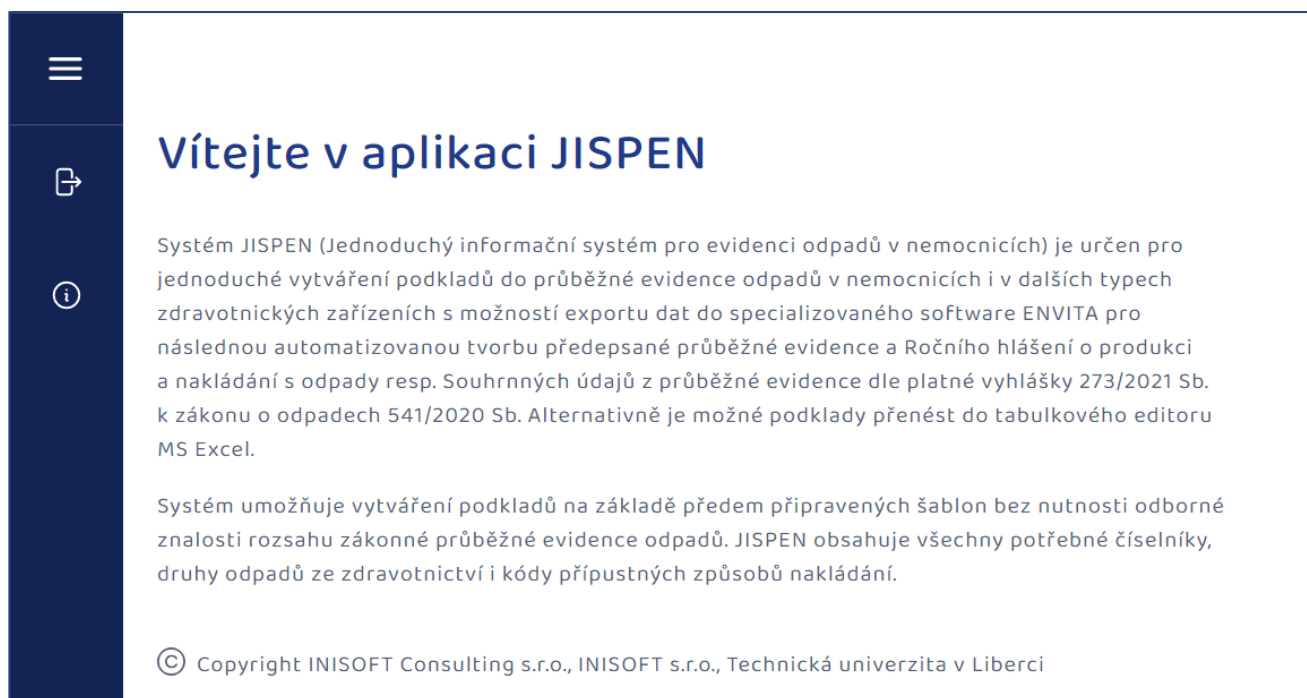 Vítejte v aplikaci JISPEN
Systém JISPEN (Jednoduchý informační systém pro evidenci odpadů v nemocnicích) je určen pro
jednoduché vytváření podkladů do průběžné evidence odpadů v nemocnicích i v dalších typech
zdravotnických zařízeních s možností exportu dat do specializovaného software ENVITA pro
následnou automatizovanou tvorbu předepsané průběžné evidence a Ročního hlášení o produkci
a nakládání s odpady resp. Souhrnných údajů z průběžné evidence dle platné vyhlášky 273/2021 Sb.
k zákonu o odpadech 541/2020 Sb. Alternativně je možné podklady přenést do tabulkového editoru
MS Excel.
Systém umožňuje vytváření podkladů na základě předem připravených šablon bez nutnosti odborné
znalosti rozsahu zákonné průběžné evidence odpadů. JISPEN obsahuje všechny potřebné číselníky,
druhy odpadů ze zdravotnictví i kódy přípustných způsobů nakládání.
© Copyright INISOFT Consulting s.r.o., INISOFT s.r.o., Technická univerzita v Liberci